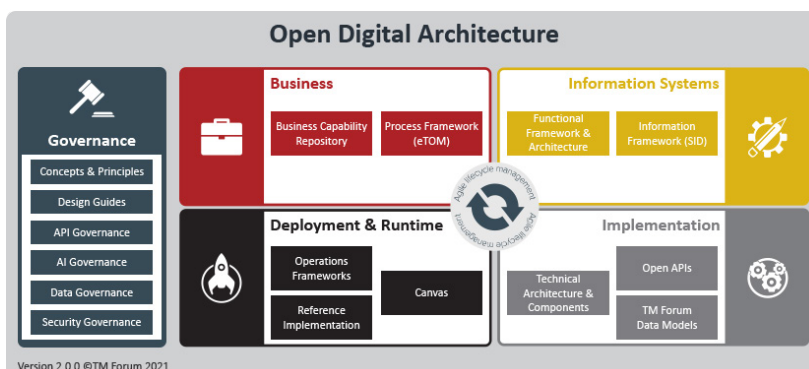 Open Digital Architecture
Governance
Concepts & Principles
Design Guides
API Governance
AI Governance
Data Governance
Security Governance
Business
Business Capability
Repository
Process Framework
(eTOM)
Information Systems
Functional
Framework &
Architecture
Information
Framework (SID)
Agile lifecycle management
Agile lifecycle management
Deployment & Runtime
Operations
Frameworks
Reference
Implementation
Canvas
Implementation
Technical
Architecture &
Components
Open APIs
TM Forum
Data Models
Version 2.0.0 ©TM Forum 2021